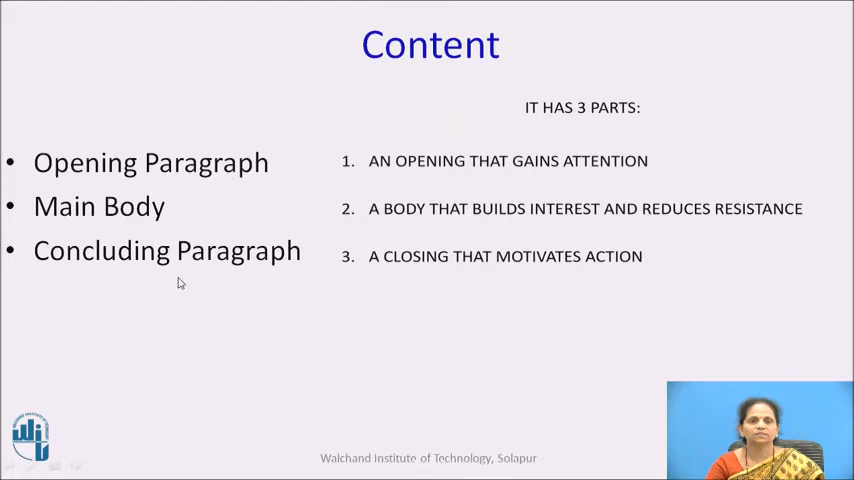 Content
IT HAS 3 PARTS:
• Opening Paragraph
• Main Body
• Concluding Paragraph
1. AN OPENING THAT GAINS ATTENTION
2. A BODY THAT BUILDS INTEREST AND REDUCES RESISTANCE
3. A CLOSING THAT MOTIVATES ACTION
Walchand Institute of Technology, Solapur